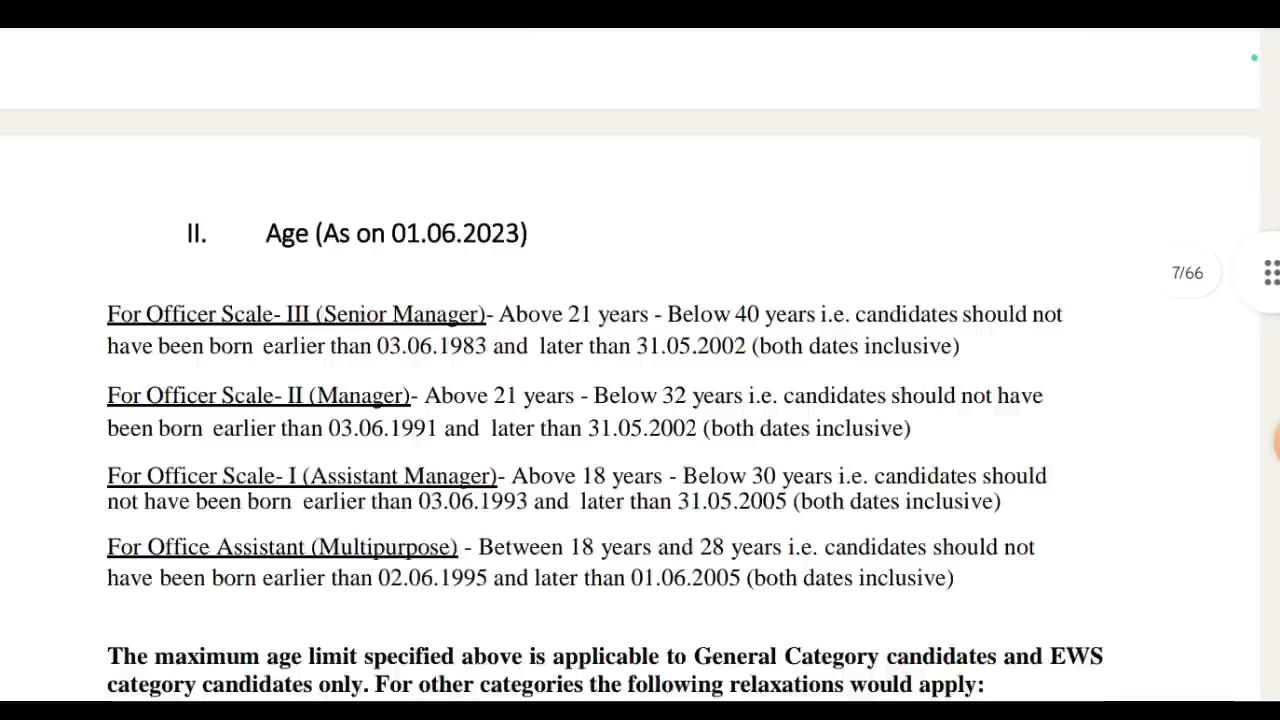 II. Age (As on 01.06.2023)
7/66
For Officer Scale- III (Senior Manager)- Above 21 years - Below 40 years i.e. candidates should not
have been born earlier than 03.06.1983 and later than 31.05.2002 (both dates inclusive)
For Officer Scale- II (Manager)- Above 21 years - Below 32 years i.e. candidates should not have
been born earlier than 03.06.1991 and later than 31.05.2002 (both dates inclusive)
For Officer Scale- I (Assistant Manager)- Above 18 years - Below 30 years i.e. candidates should
not have been born earlier than 03.06.1993 and later than 31.05.2005 (both dates inclusive)
For Office Assistant (Multipurpose) - Between 18 years and 28 years i.e. candidates should not
have been born earlier than 02.06.1995 and later than 01.06.2005 (both dates inclusive)
The maximum age limit specified above is applicable to General Category candidates and EWS
category candidates only. For other categories the following relaxations would apply: